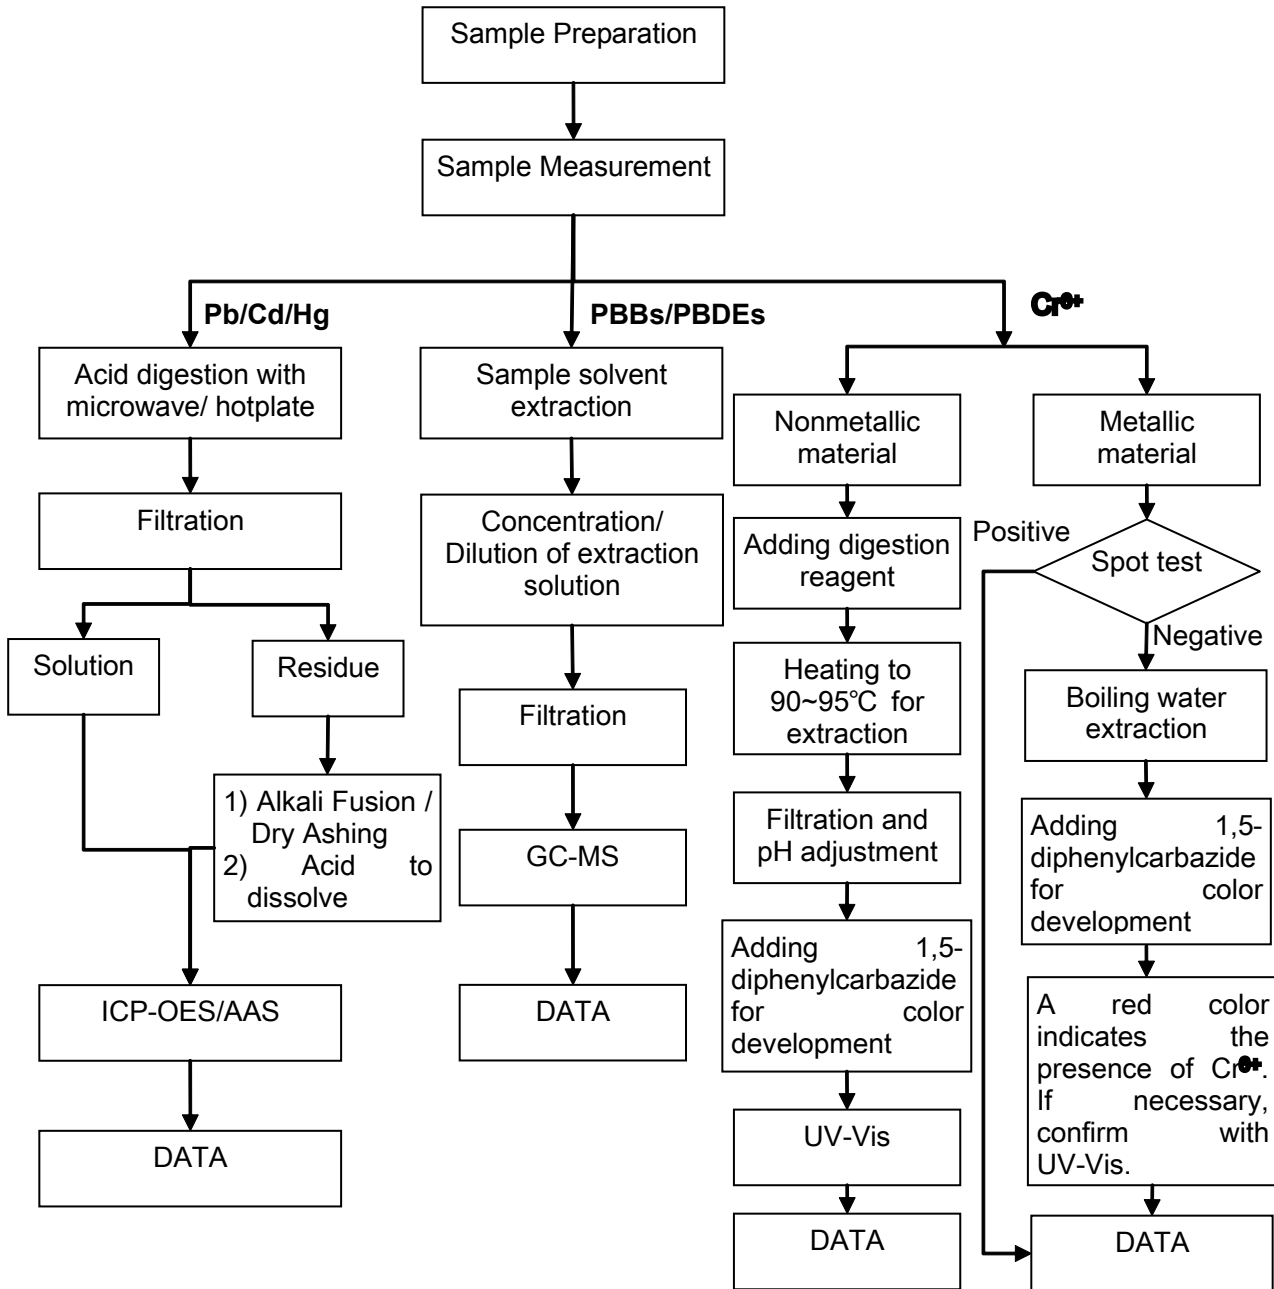 Sample Preparation
Sample Measurement
Pb/Cd/Hg
PBBs/PBDEs
Cr6+
Acid digestion with
microwave/ hotplate
Filtration
Solution
Residue
1) Alkali Fusion /
Dry Ashing
2) Acid to
dissolve
ICP-OES/AAS
DATA
Sample solvent
extraction
Concentration/
Dilution of extraction
solution
Filtration
GC-MS
DATA
Nonmetallic
material
Adding digestion
reagent
Heating to
90~95℃ for
extraction
Filtration and
pH adjustment
Adding 1,5-
diphenylcarbazide
for color
development
UV-Vis
DATA
Metallic
material
Positive
Spot test
Negative
Boiling water
extraction
Adding 1,5-
diphenylcarbazide
for color
development
A red color
indicates the
presence of Cr6+.
If necessary,
confirm with
UV-Vis.
DATA